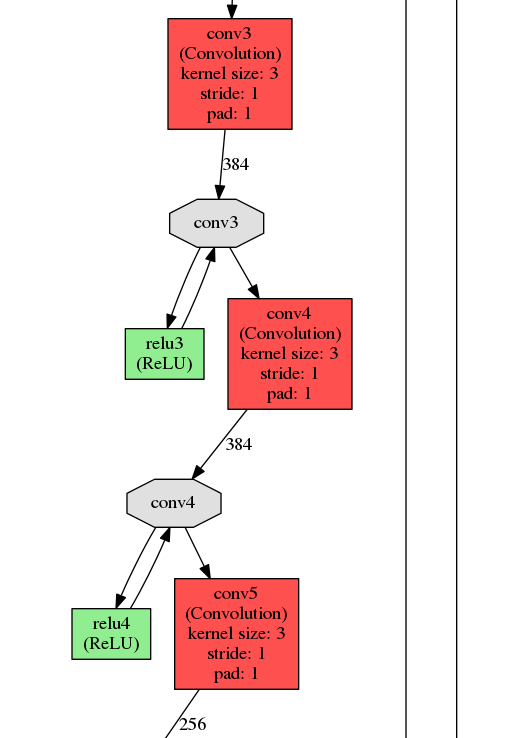 conv3
(Convolution)
kernel size: 3
stride: 1
pad: 1
384
conv3
relu3
(ReLU)
conv4
(Convolution)
kernel size: 3
stride: 1
pad: 1
384
conv4
relu4
(ReLU)
conv5
(Convolution)
kernel size: 3
stride: 1
pad: 1
256